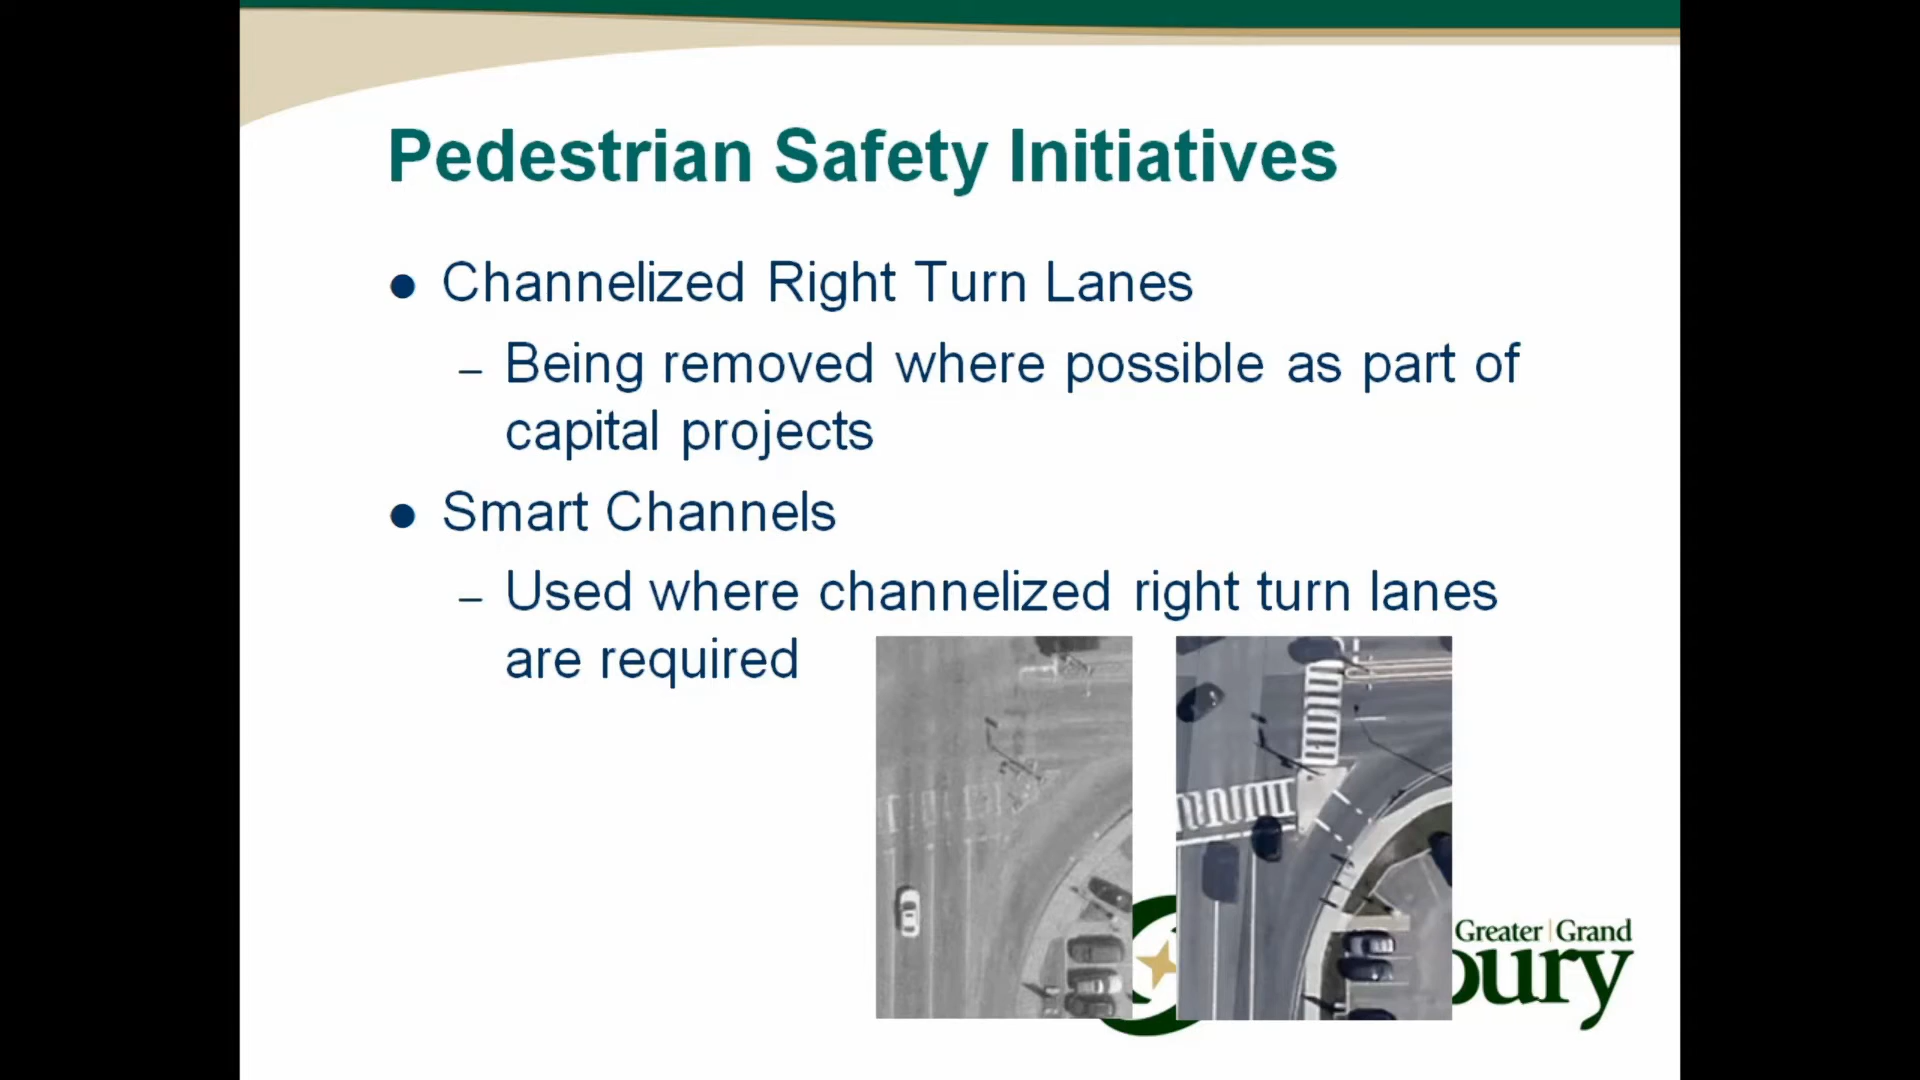 Pedestrian Safety Initiatives
● Channelized Right Turn Lanes
– Being removed where possible as part of
capital projects
● Smart Channels
– Used where channelized right turn lanes
are required
Greater | Grand
bury